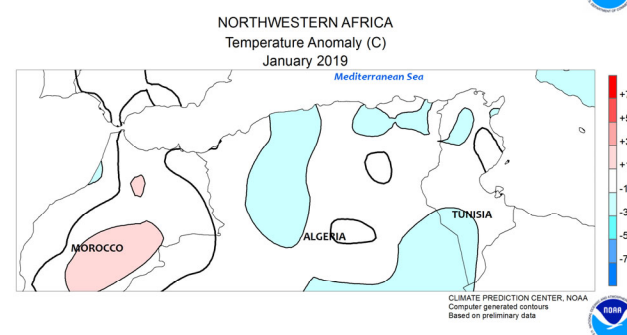 NORTHWESTERN AFRICA
Temperature Anomaly (C)
January 2019
Mediterranean Sea
MOROCCO
ALGERIA
TUNISIA
-1
-3
-5
-7
CLIMATE PREDICTION CENTER, NOAA
Computer generated contours
Based on preliminary data
NOAA